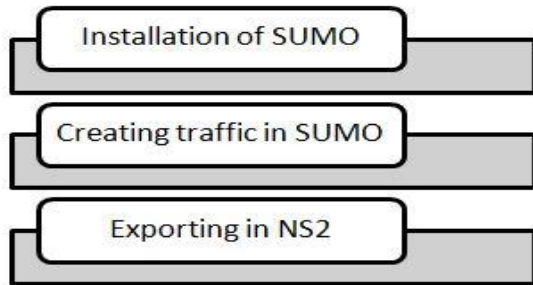 Installation of SUMO
Creating traffic in SUMO
Exporting in NS2